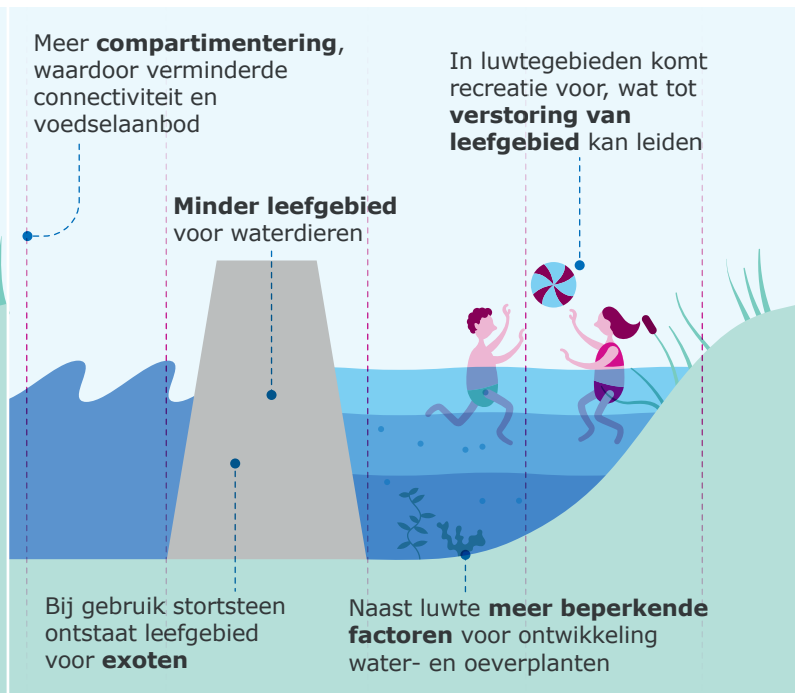 Meer compartimentering,
waardoor verminderde
connectiviteit en
voedselaanbod
In luwtegebieden komt
recreatie voor, wat tot
verstoring van
leefgebied kan leiden
Minder leefgebied
voor waterdieren
Bij gebruik stortsteen
ontstaat leefgebied
voor exoten
Naast luwte meer beperkende
factoren voor ontwikkeling
water- en oeverplanten